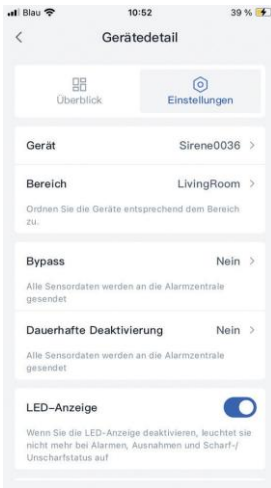 Blau 10:52 39 %
Gerätedetail
Überblick Einstellungen
Gerät Sirene0036
Bereich LivingRoom
Ordnen Sie die Geräte entsprechend dem Bereich
zu.
Bypass Nein
Alle Sensordaten werden an die Alarmzentrale
gesendet
Dauerhafte Deaktivierung Nein
Alle Sensordaten werden an die Alarmzentrale
gesendet
LED-Anzeige
Wenn Sie die LED-Anzeige deaktivieren, leuchtet sie
nicht mehr bei Alarmen, Ausnahmen und Scharf-/
Unscharfstatus auf